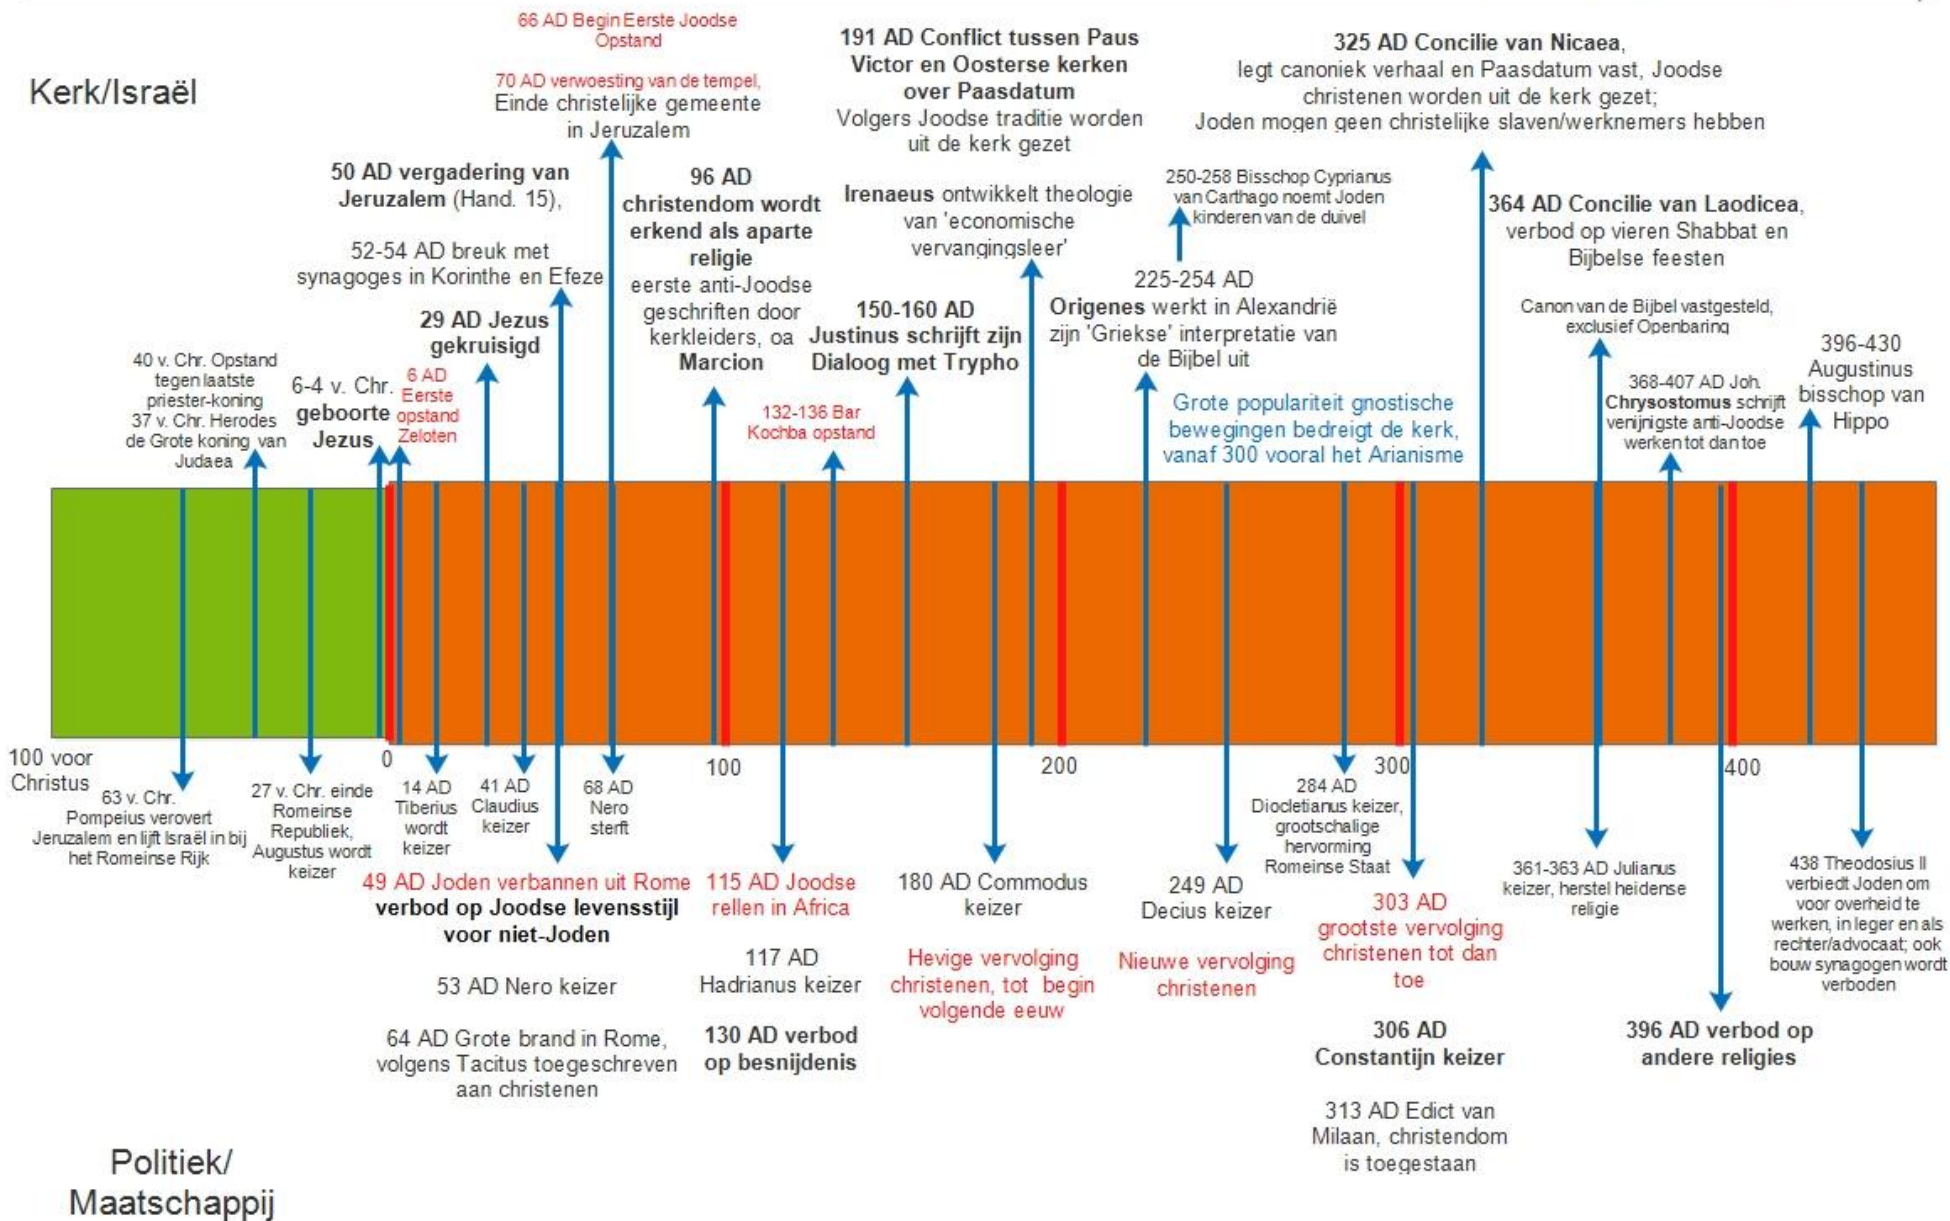 Kerk/Israël
66 AD Begin Eerste Joodse
Opstand
70 AD verwoesting van de tempel,
Einde christelijke gemeente
in Jeruzalem
191 AD Conflict tussen Paus
Victor en Oosterse kerken
over Paasdatum
Volgers Joodse traditie worden
uit de kerk gezet
325 AD Concilie van Nicaea,
legt canoniek verhaal en Paasdatum vast, Joodse
christenen worden uit de kerk gezet;
Joden mogen geen christelijke slaven/werknemers hebben
50 AD vergadering van
Jeruzalem (Hand. 15),
52-54 AD breuk met
synagoges in Korinthe en Efeze
29 AD Jezus
gekruisigd
96 AD
christendom wordt
erkend als aparte
religie
eerste anti-Joodse
geschriften door
kerkleiders, oa
Marcion
Irenaeus ontwikkelt theologie
van 'economische
vervangingsleer'
250-258 Bisschop Cyprianus
van Carthago noemt Joden
kinderen van de duivel
364 AD Concilie van Laodicea,
verbod op vieren Shabbat en
Bijbelse feesten
Canon van de Bijbel vastgesteld,
exclusief Openbaring
225-254 AD
Origenes werkt in Alexandrië
zijn 'Griekse' interpretatie van
de Bijbel uit
150-160 AD
Justinus schrijft zijn
Dialoog met Trypho
40 v. Chr. Opstand
tegen laatste
priester-koning
37 v. Chr. Herodes
de Grote koning van
Judaea
6-4 v. Chr.
geboorte
Jezus
6 AD
Eerste
opstand
Zeloten
132-136 Bar
Kochba opstand
Grote populariteit gnostische
bewegingen bedreigt de kerk,
vanaf 300 vooral het Arianisme
368-407 AD Joh.
Chrysostomus schrijft
venijnigste anti-Joodse
werken tot dan toe
396-430
Augustinus
bisschop van
Hippo
100 voor
Christus
0
100
200
300
400
63 v. Chr.
Pompeius verovert
Jeruzalem en lijft Israël in bij
het Romeinse Rijk
27 v. Chr. einde
Romeinse
Republiek,
Augustus wordt
keizer
14 AD
Tiberius
wordt
keizer
41 AD
Claudius
keizer
68 AD
Nero
sterft
49 AD Joden verbannen uit Rome
verbod op Joodse levensstijl
voor niet-Joden
53 AD Nero keizer
64 AD Grote brand in Rome,
volgens Tacitus toegeschreven
aan christenen
115 AD Joodse
rellen in Africa
117 AD
Hadrianus keizer
130 AD verbod
op besnijdenis
180 AD Commodus
keizer
Hevige vervolging
christenen, tot begin
volgende eeuw
249 AD
Decius keizer
Nieuwe vervolging
christenen
284 AD
Diocletianus keizer,
grootschalige
hervorming
Romeinse Staat
303 AD
grootste vervolging
christenen tot dan
toe
306 AD
Constantijn keizer
313 AD Edict van
Milaan, christendom
is toegestaan
361-363 AD Julianus
keizer, herstel heidense
religie
396 AD verbod op
andere religies
438 Theodosius II
verbiedt Joden om
voor overheid te
werken, in leger en als
rechter/advocaat; ook
bouw synagogen wordt
verboden
Politiek/
Maatschappij